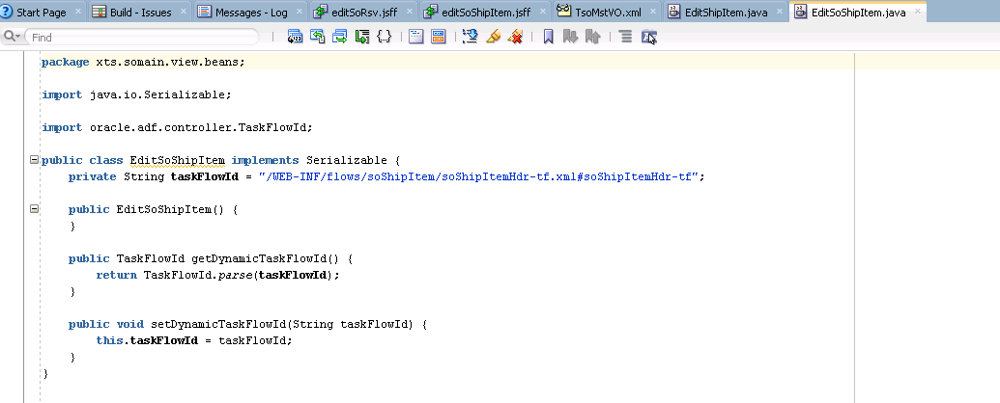 Start Page Build - Issues Messages - Log editSoRsv.jsff editSoShipItem.jsff TsoMstVO.xml EditShipItem.java EditSoShipItem.java
Find
package xts.somain.view.beans;
import java.io.Serializable;
import oracle.adf.controller.TaskFlowId;
public class EditSoShipItem implements Serializable {
private String taskFlowId = "/WEB-INF/flows/soShipItem/soShipItemHdr-tf.xml#soShipItemHdr-tf";
public EditSoShipItem() {
}
public TaskFlowId getDynamicTaskFlowId() {
return TaskFlowId.parse(taskFlowId);
}
public void setDynamicTaskFlowId(String taskFlowId) {
this.taskFlowId = taskFlowId;
}
}